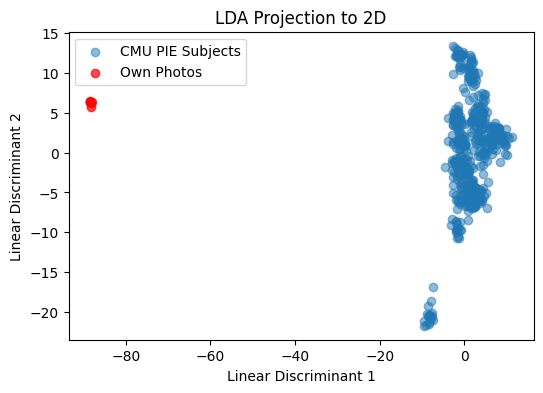 LDA Projection to 2D
CMU PIE Subjects
Own Photos
Linear Discriminant 2
15
10
5
0
−5
−10
−15
−20
−80
−60
−40
−20
0
Linear Discriminant 1